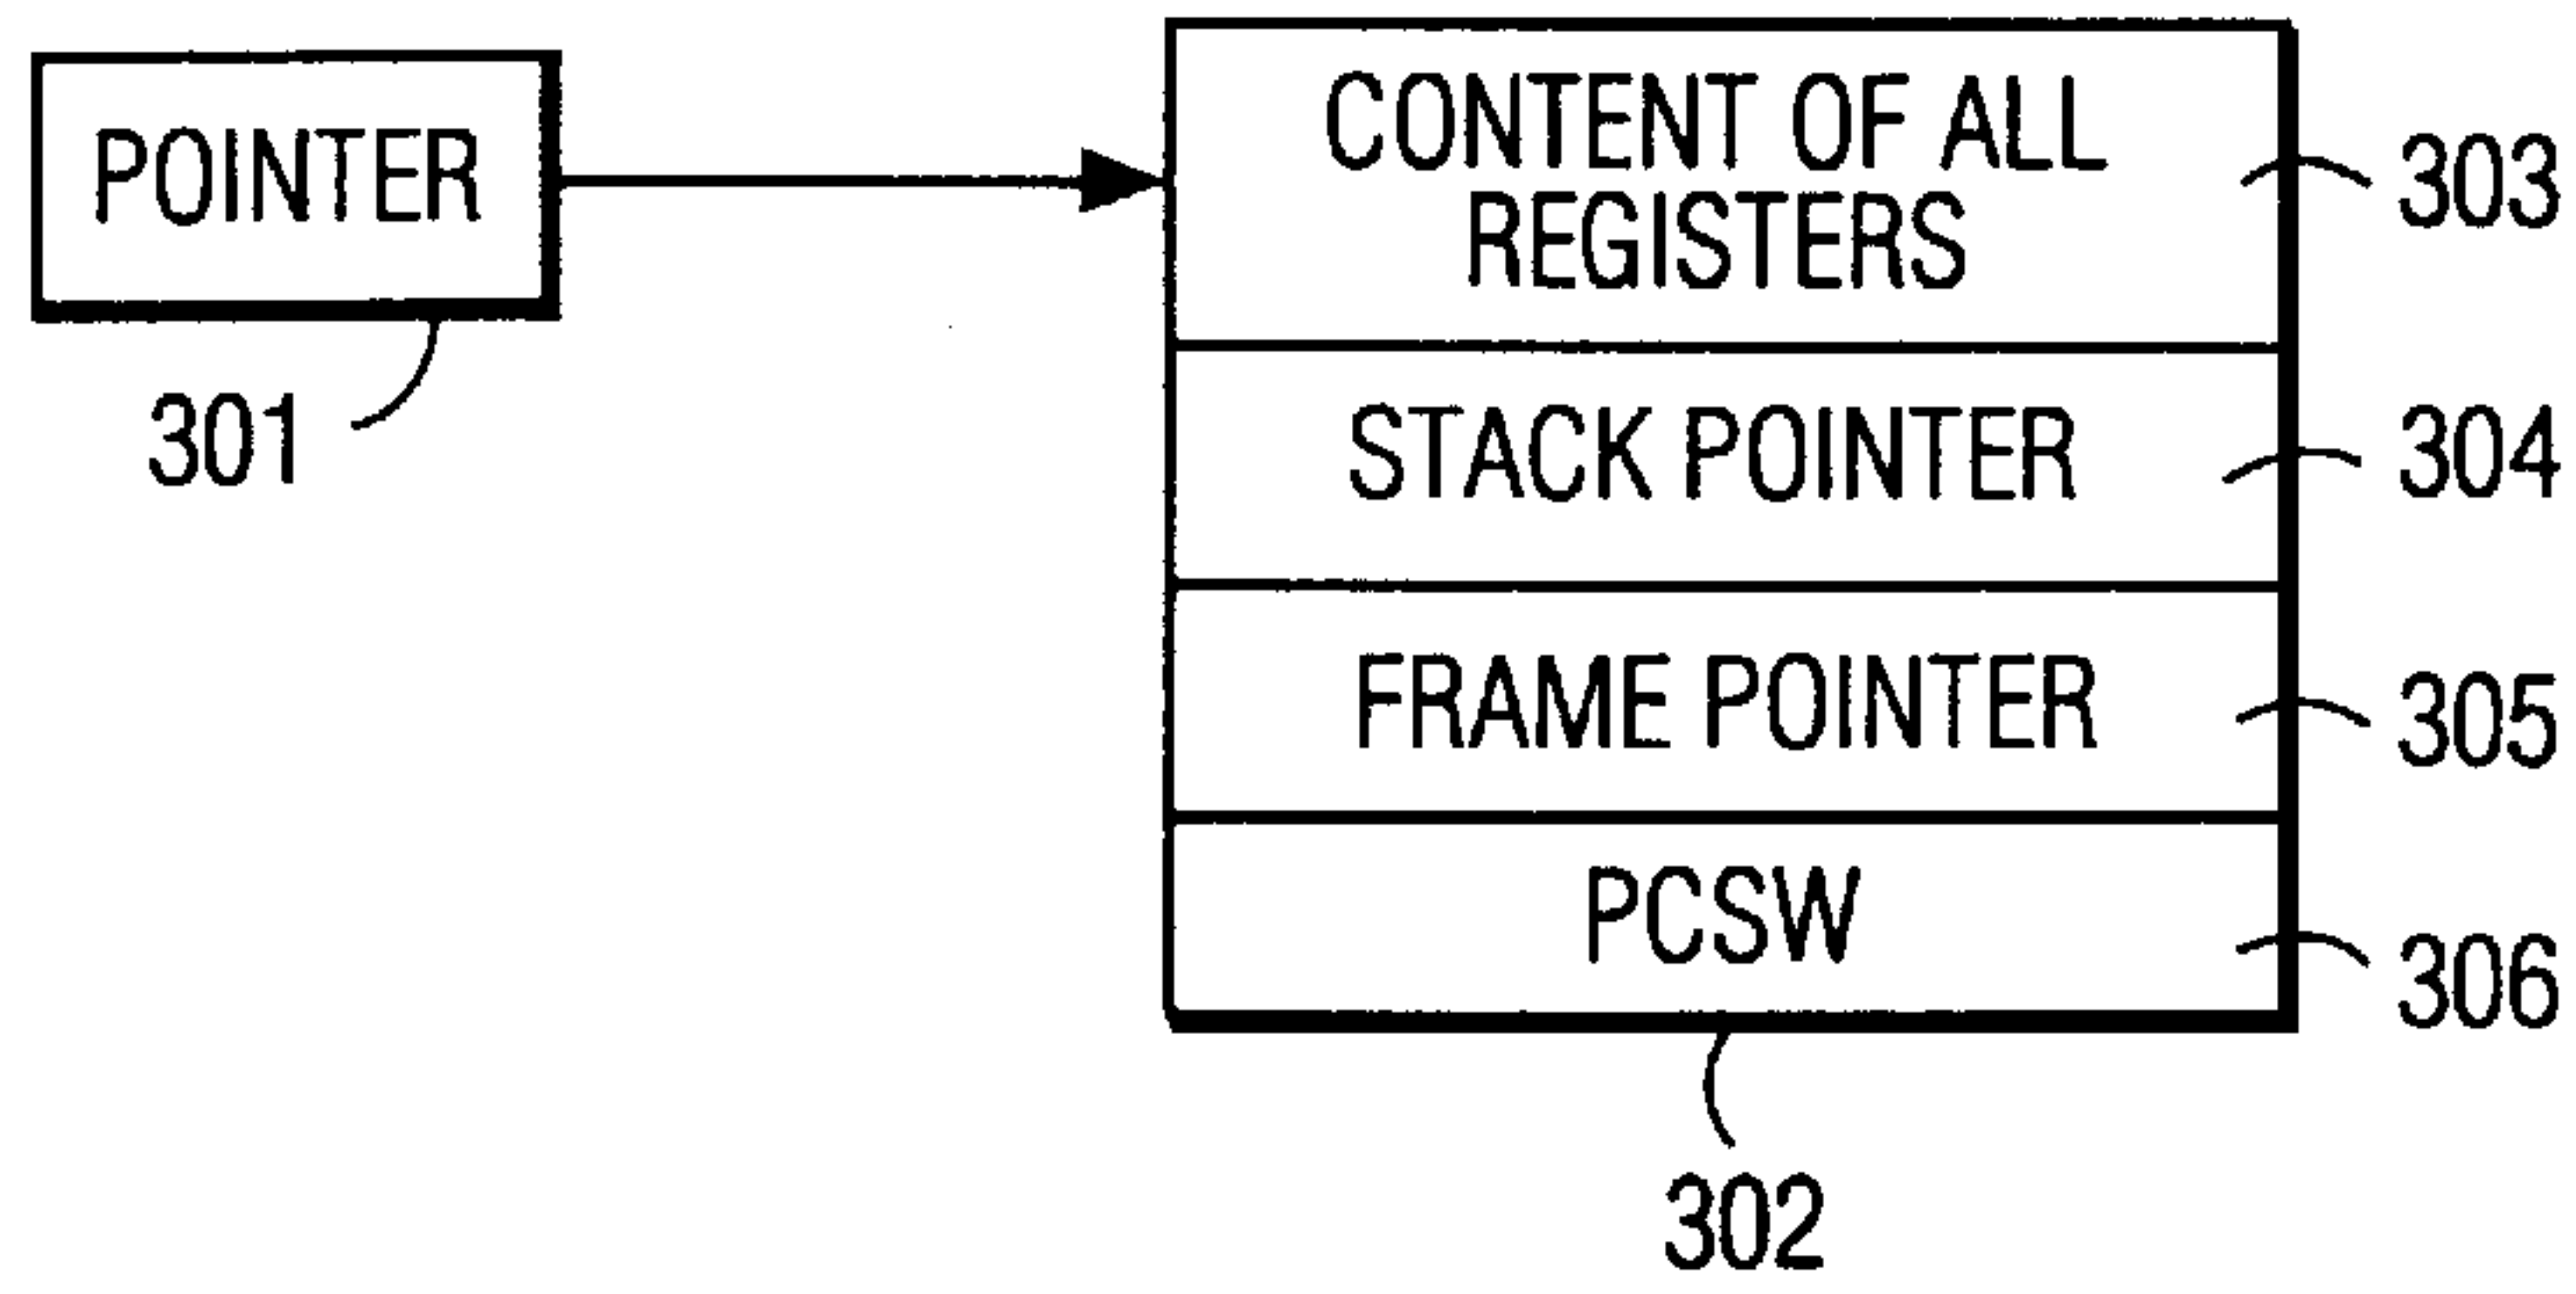 POINTER
301
CONTENT OF ALL
REGISTERS
303
STACK POINTER
304
FRAME POINTER
305
PCSW
306
302